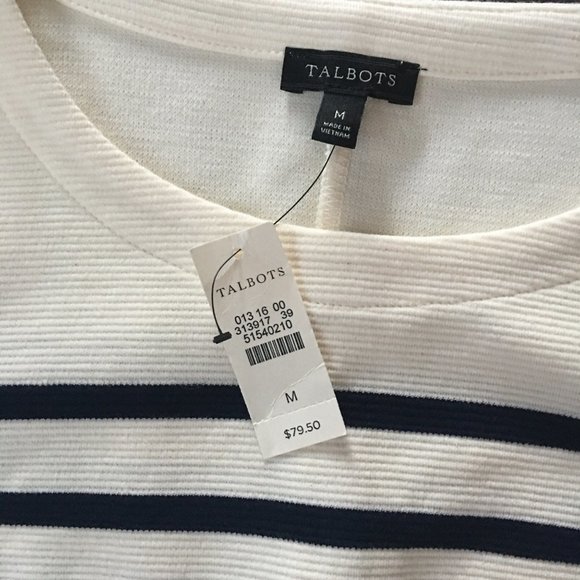 TALBOTS
M
MADE IN
VIETNAM
TALBOTS
013 16 00
313917 39
51540210
M
$79.50